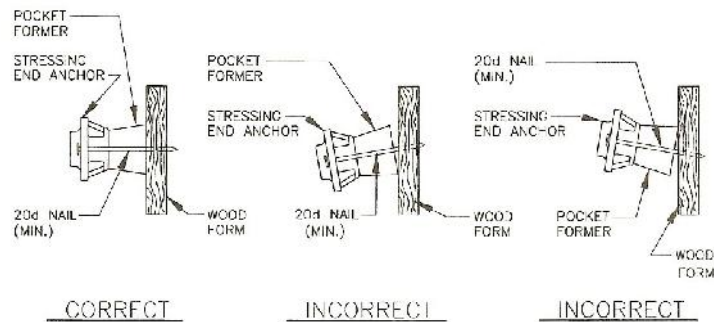 POCKET
FORMER
STRESSING
END ANCHOR
20d NAIL
(MIN.)
WOOD
FORM
CORRECT
POCKET
FORMER
STRESSING
END ANCHOR
20d NAIL
(MIN.)
WOOD
FORM
INCORRECT
20d NAIL
(MIN.)
STRESSING
END ANCHOR
POCKET
FORMER
WOOD
FORM
INCORRECT